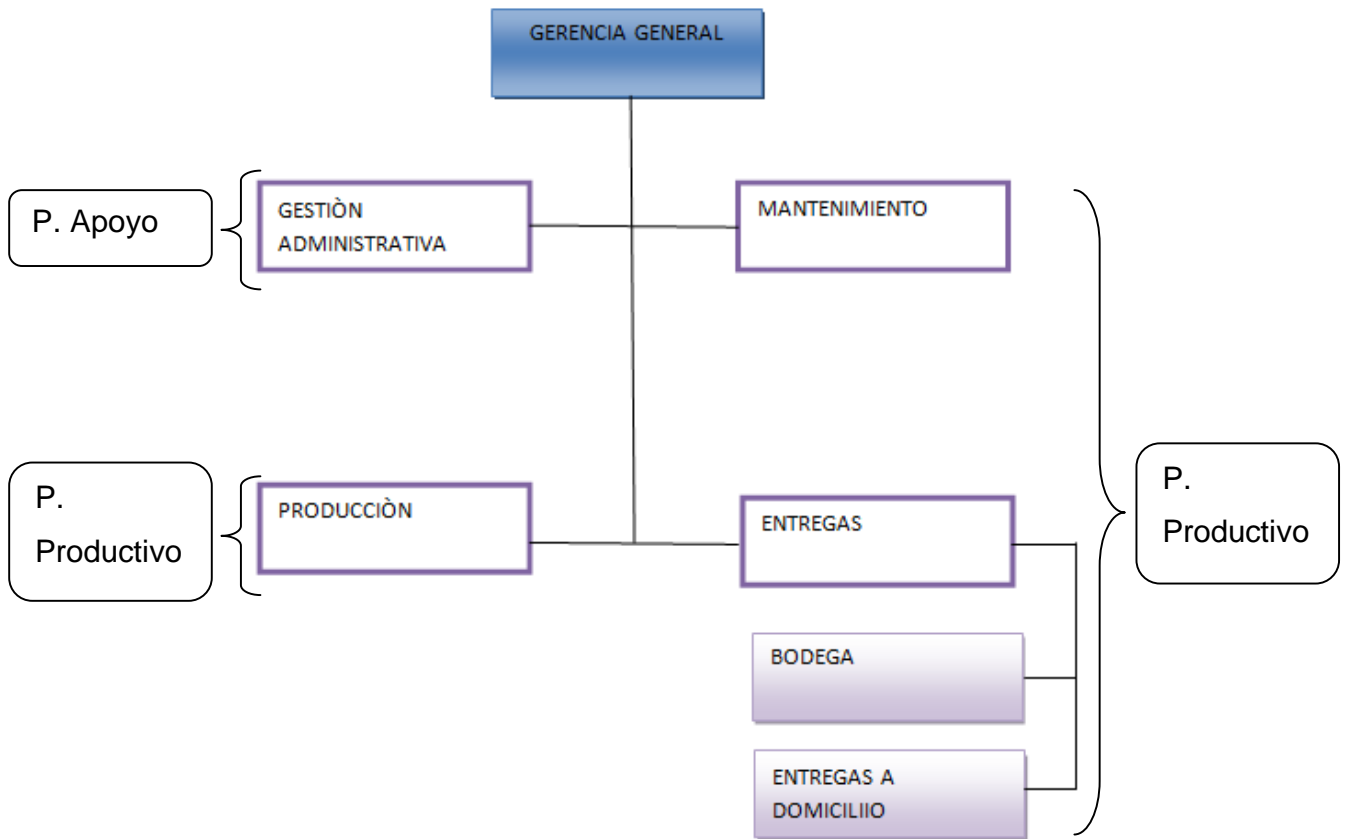 GERENCIA GENERAL
P. Apoyo
GESTIÒN
ADMINISTRATIVA
MANTENIMIENTO
P.
Productivo
PRODUCCIÒN
ENTREGAS
P.
Productivo
BODEGA
ENTREGAS A
DOMICILIIO